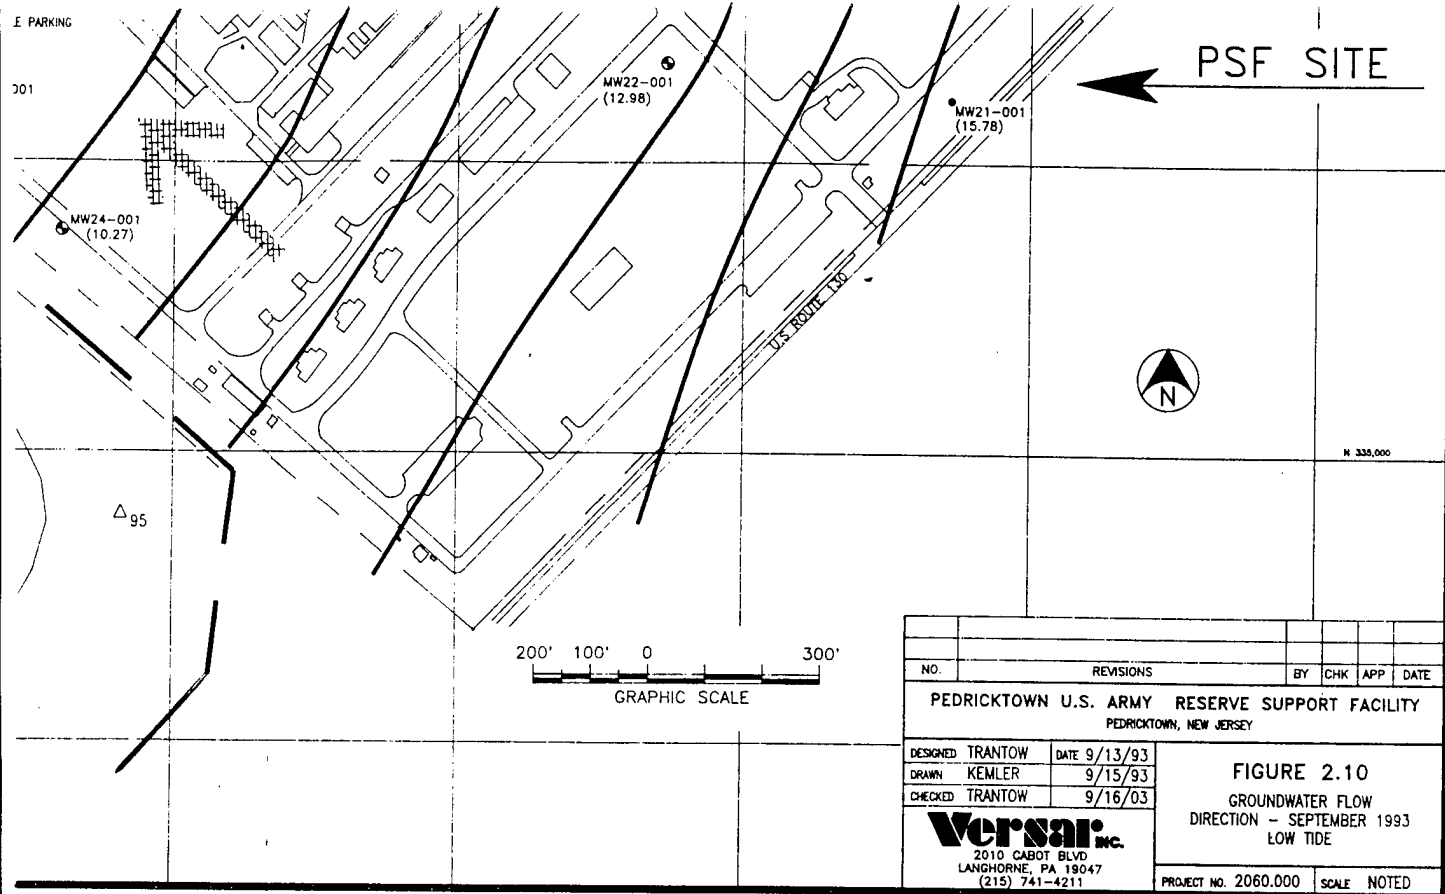 E PARKING
001
MW22-001
(12.98)
PSF SITE
MW21-001
(15.78)
MW24-001
(10.27)
U.S ROUTE 130
N
N 335,000
95
200' 100' 0 300'
GRAPHIC SCALE
NO. REVISIONS BY CHK APP DATE
PEDRICKTOWN U.S. ARMY RESERVE SUPPORT FACILITY
PEDRICKTOWN, NEW JERSEY
DESIGNED TRANTOW DATE 9/13/93
DRAWN KEMLER 9/15/93
CHECKED TRANTOW 9/16/03
FIGURE 2.10
GROUNDWATER FLOW
DIRECTION - SEPTEMBER 1993
LOW TIDE
Versar INC.
2010 CABOT BLVD
LANGHORNE, PA 19047
(215) 741-4211
PROJECT NO. 2060.000 SCALE NOTED